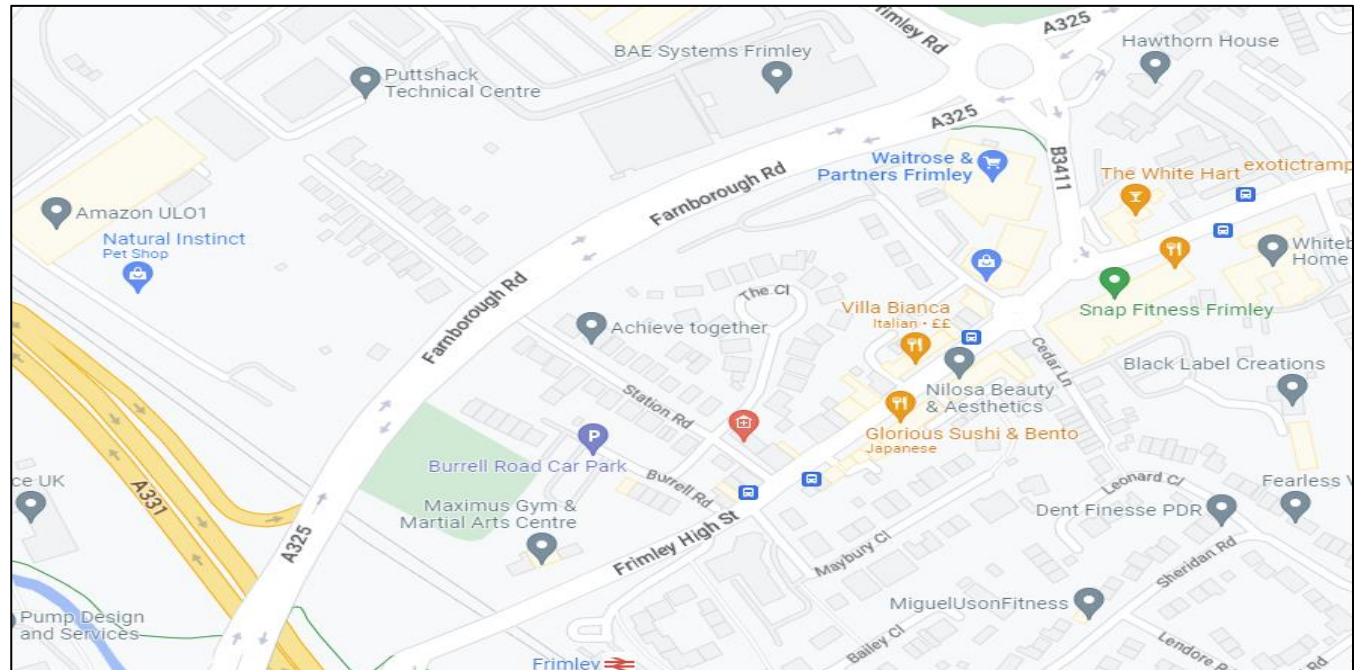 A325
rimley Rd
BAE Systems Frimley
Hawthorn House
Puttshack
Technical Centre
A325
Waitrose &
Partners Frimley
B3411
The White Hart
exotictramp
Farnborough Rd
Amazon ULO1
Natural Instinct
Pet Shop
Whiteb
Home
The Cl
Snap Fitness Frimley
Villa Bianca
Italian · ££
Farnborough Rd
Achieve together
Cedar Ln
Black Label Creations
Nilosa Beauty
& Aesthetics
Station Rd
Glorious Sushi & Bento
Japanese
P
Burrell Road Car Park
Burrell Rd
Leonard Cl
Fearless V
ce UK
A331
Maximus Gym &
Martial Arts Centre
Dent Finesse PDR
A325
Frimley High St
Maybury Cl
Sheridan Rd
MiguelUsonFitness
Pump Design
and Services
Bailey Cl
Lendore
Rd
Frimley